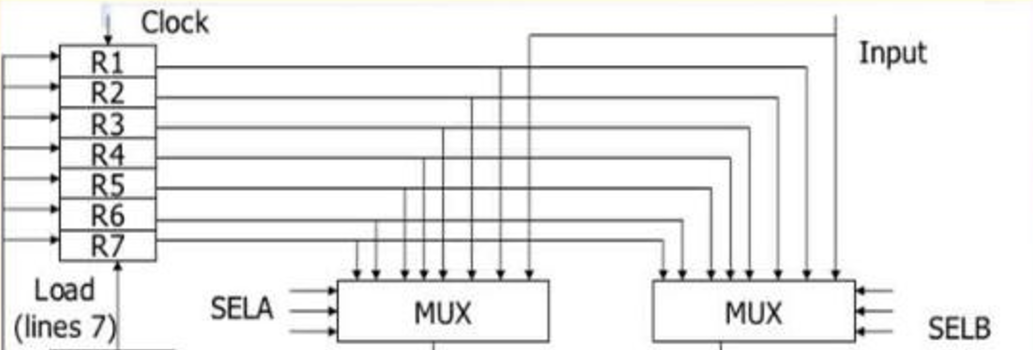 Clock
Input
R1
R2
R3
R4
R5
R6
R7
Load
(lines 7)
SELA
MUX
MUX
SELB